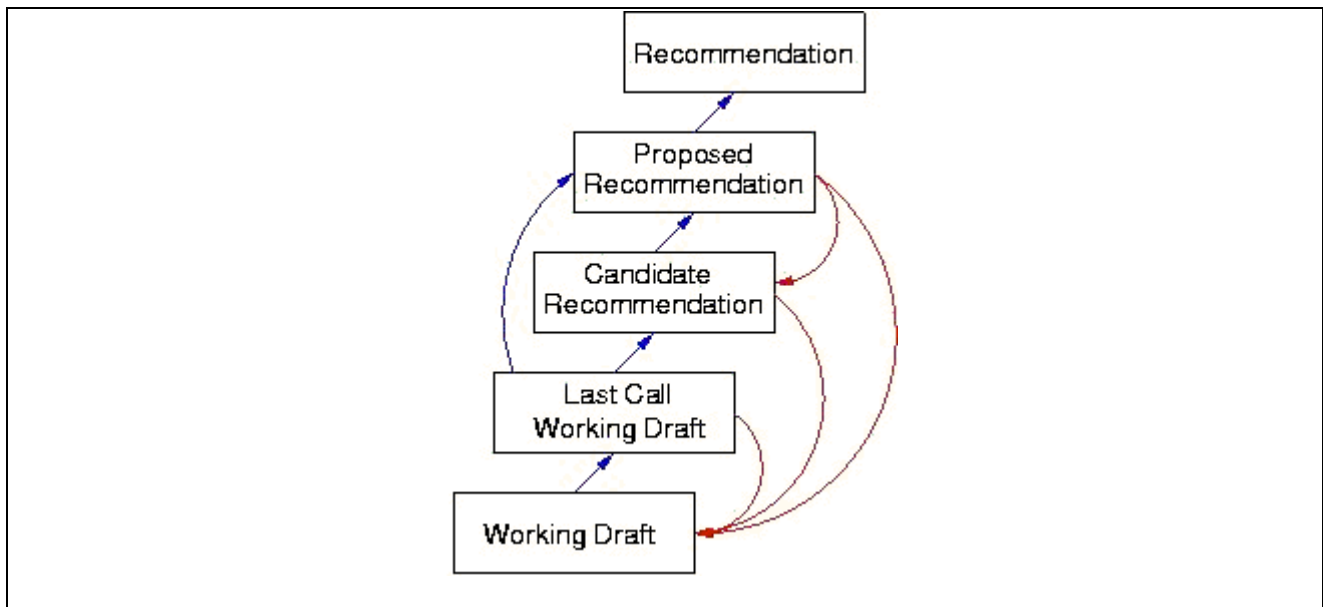 Recommendation
Proposed
Recommendation
Candidate
Recommendation
Last Call
Working Draft
Working Draft